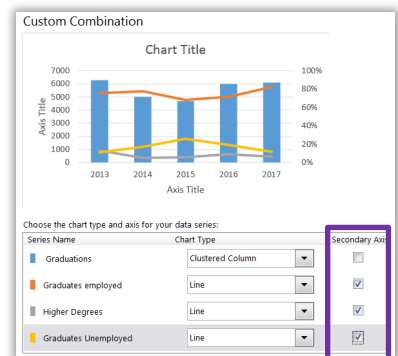 Custom Combination
Chart Title
7000
6000
5000
4000
3000
2000
1000
0
Axis Title
100%
80%
60%
40%
20%
0%
2013 2014 2015 2016 2017
Axis Title
Choose the chart type and axis for your data series:
Series Name Chart Type Secondary Axis
Graduations Clustered Column
Graduates employed Line
Higher Degrees Line
Graduates Unemployed Line